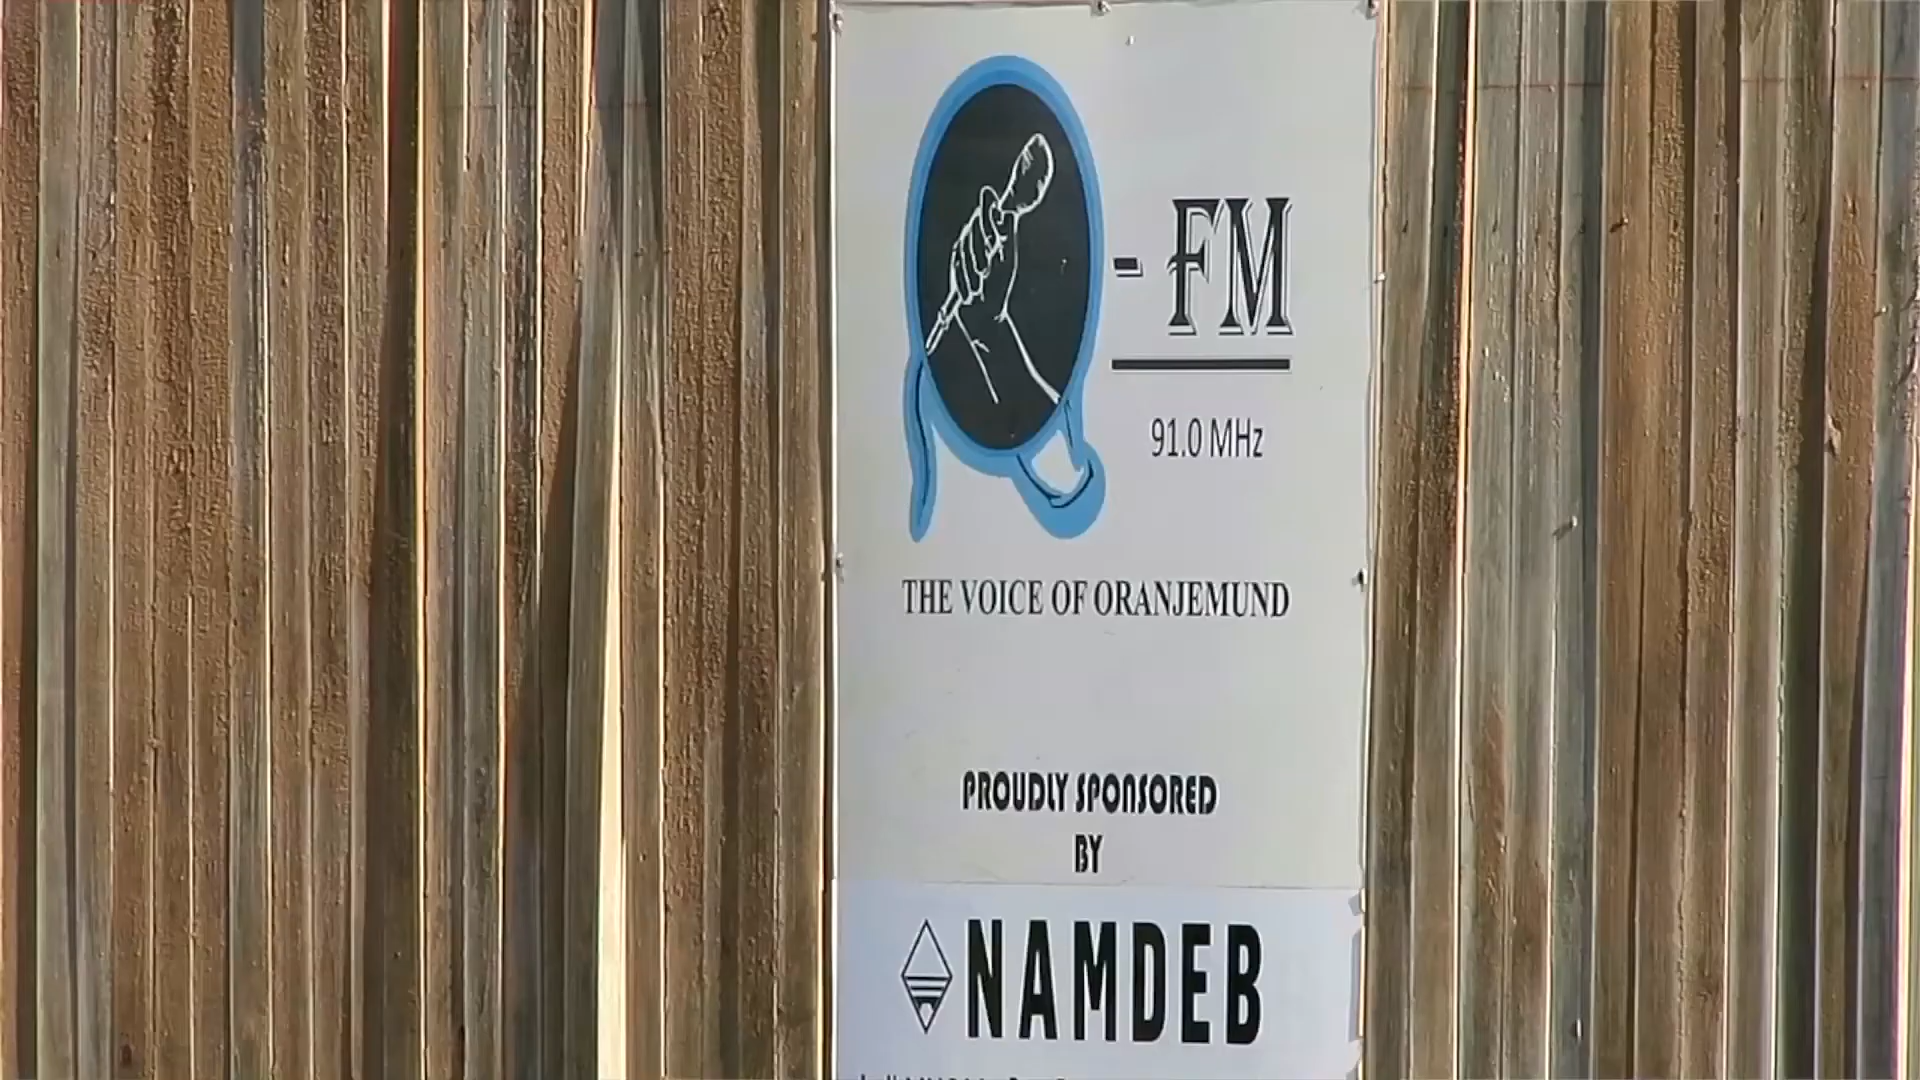 - FM
91.0 MHz
THE VOICE OF ORANJEMUND
PROUDLY SPONSORED
BY
NAMDEB